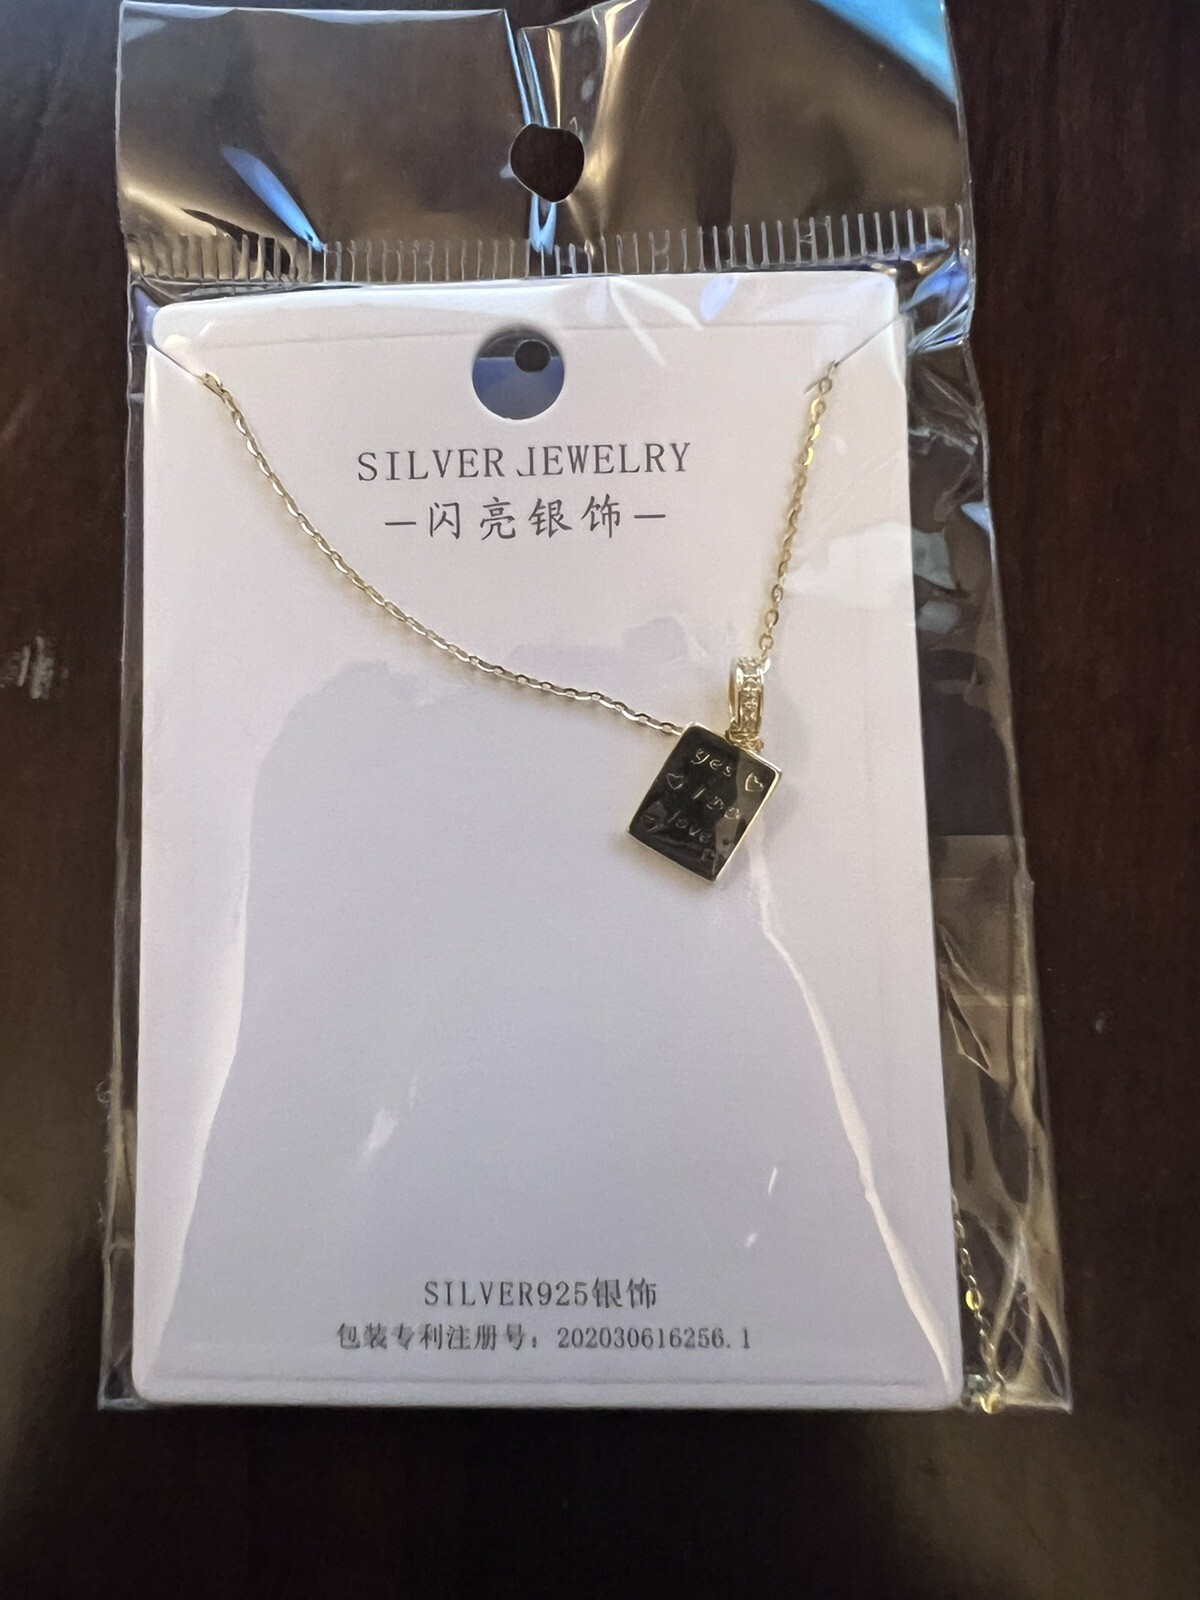 SILVER JEWELRY
—闪亮银饰—
yes
I DO
love
SILVER925银饰
包装专利注册号：202030616256.1